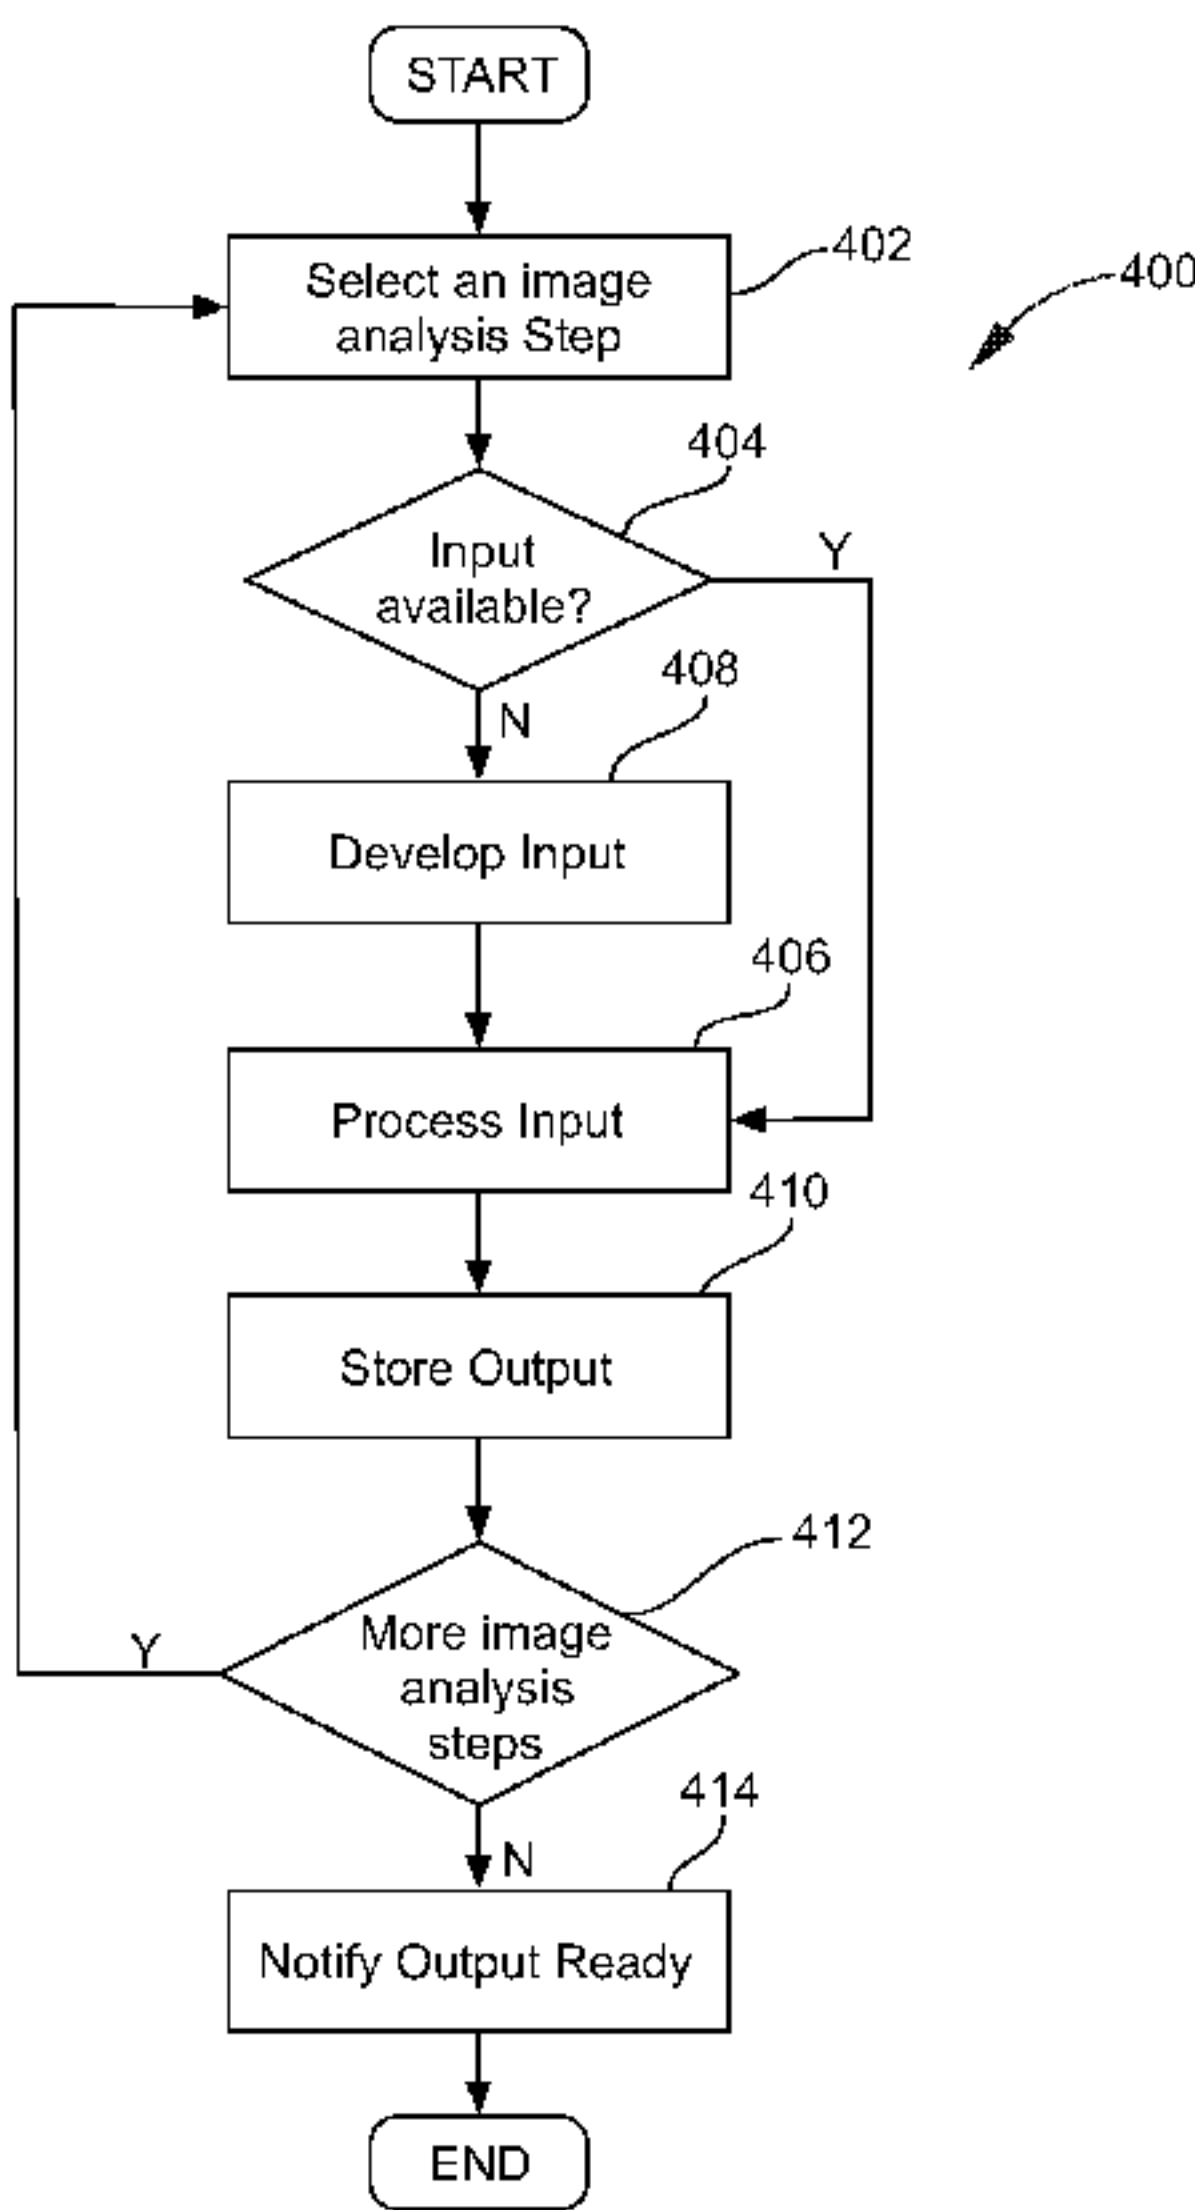 START
402
Select an image
analysis Step
400
404
Input
available?
Y
N
408
Develop Input
406
Process Input
410
Store Output
412
More image
analysis
steps
Y
N
414
Notify Output Ready
END